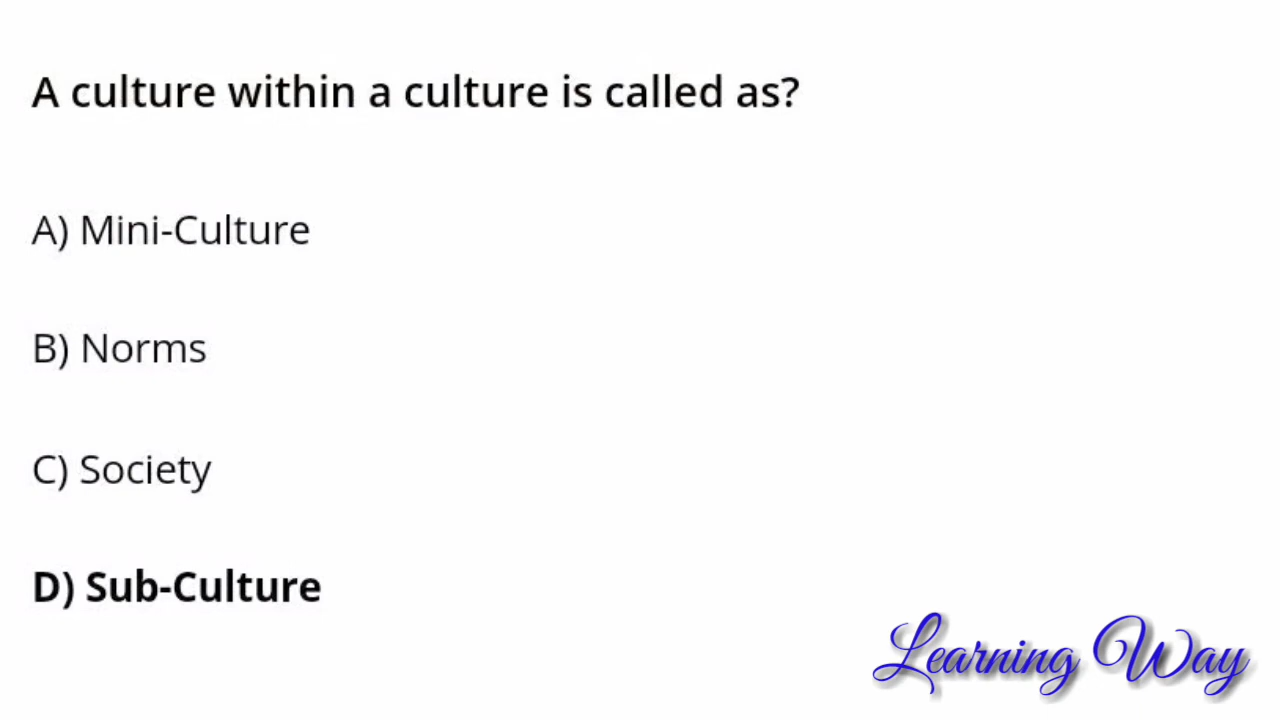 A culture within a culture is called as?
A) Mini-Culture
B) Norms
C) Society
D) Sub-Culture
Learning Way